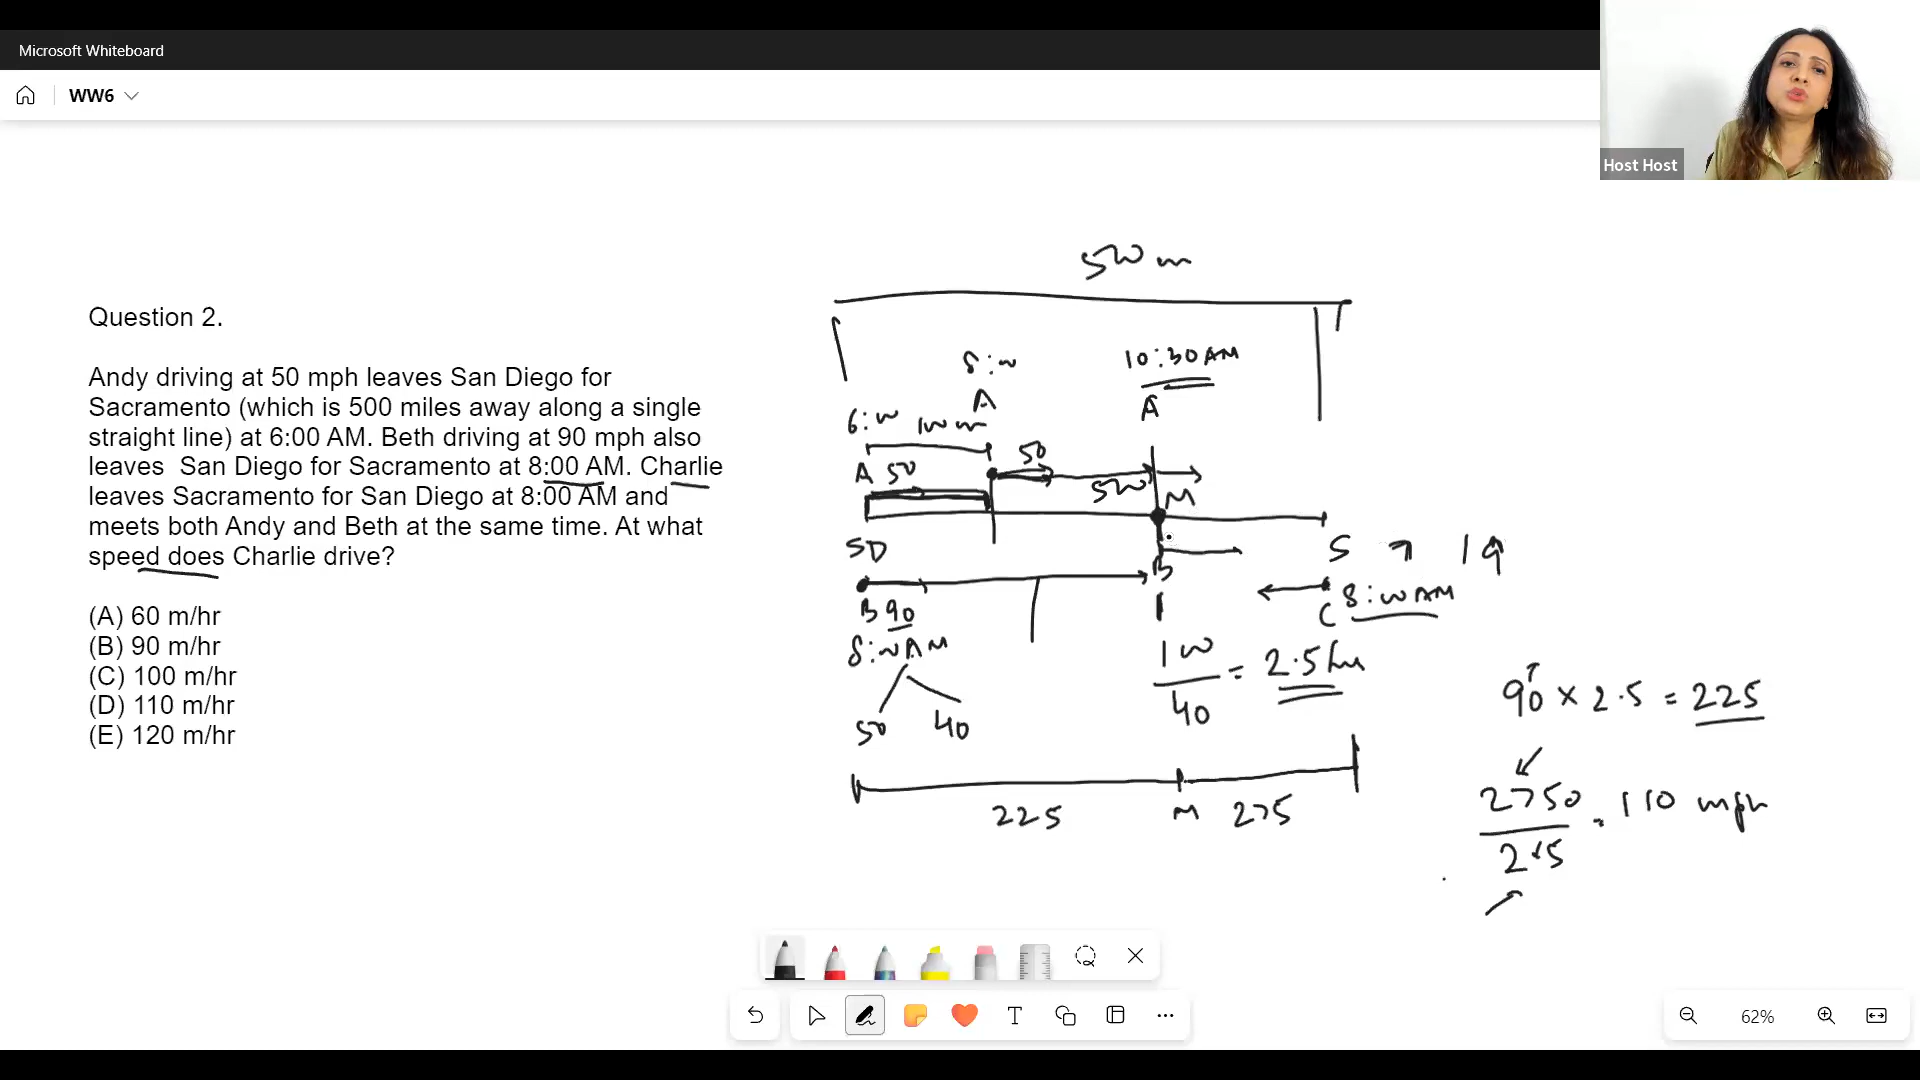 Microsoft Whiteboard
WW6
Host Host
Question 2.
Andy driving at 50 mph leaves San Diego for
Sacramento (which is 500 miles away along a single
straight line) at 6:00 AM. Beth driving at 90 mph also
leaves San Diego for Sacramento at 8:00 AM. Charlie
leaves Sacramento for San Diego at 8:00 AM and
meets both Andy and Beth at the same time. At what
speed does Charlie drive?
(A) 60 m/hr
(B) 90 m/hr
(C) 100 m/hr
(D) 110 m/hr
(E) 120 m/hr
500 m
8:00
10:30 AM
A
A
6:00 100 m
50
A 50
500
M
SD
S
B
B 90
C 8:00 AM
8:00 AM
50 40
100
40
= 2.5 hrs
90 × 2.5 = 225
225 M 275
2750
2.5
= 110 mph
T
62%